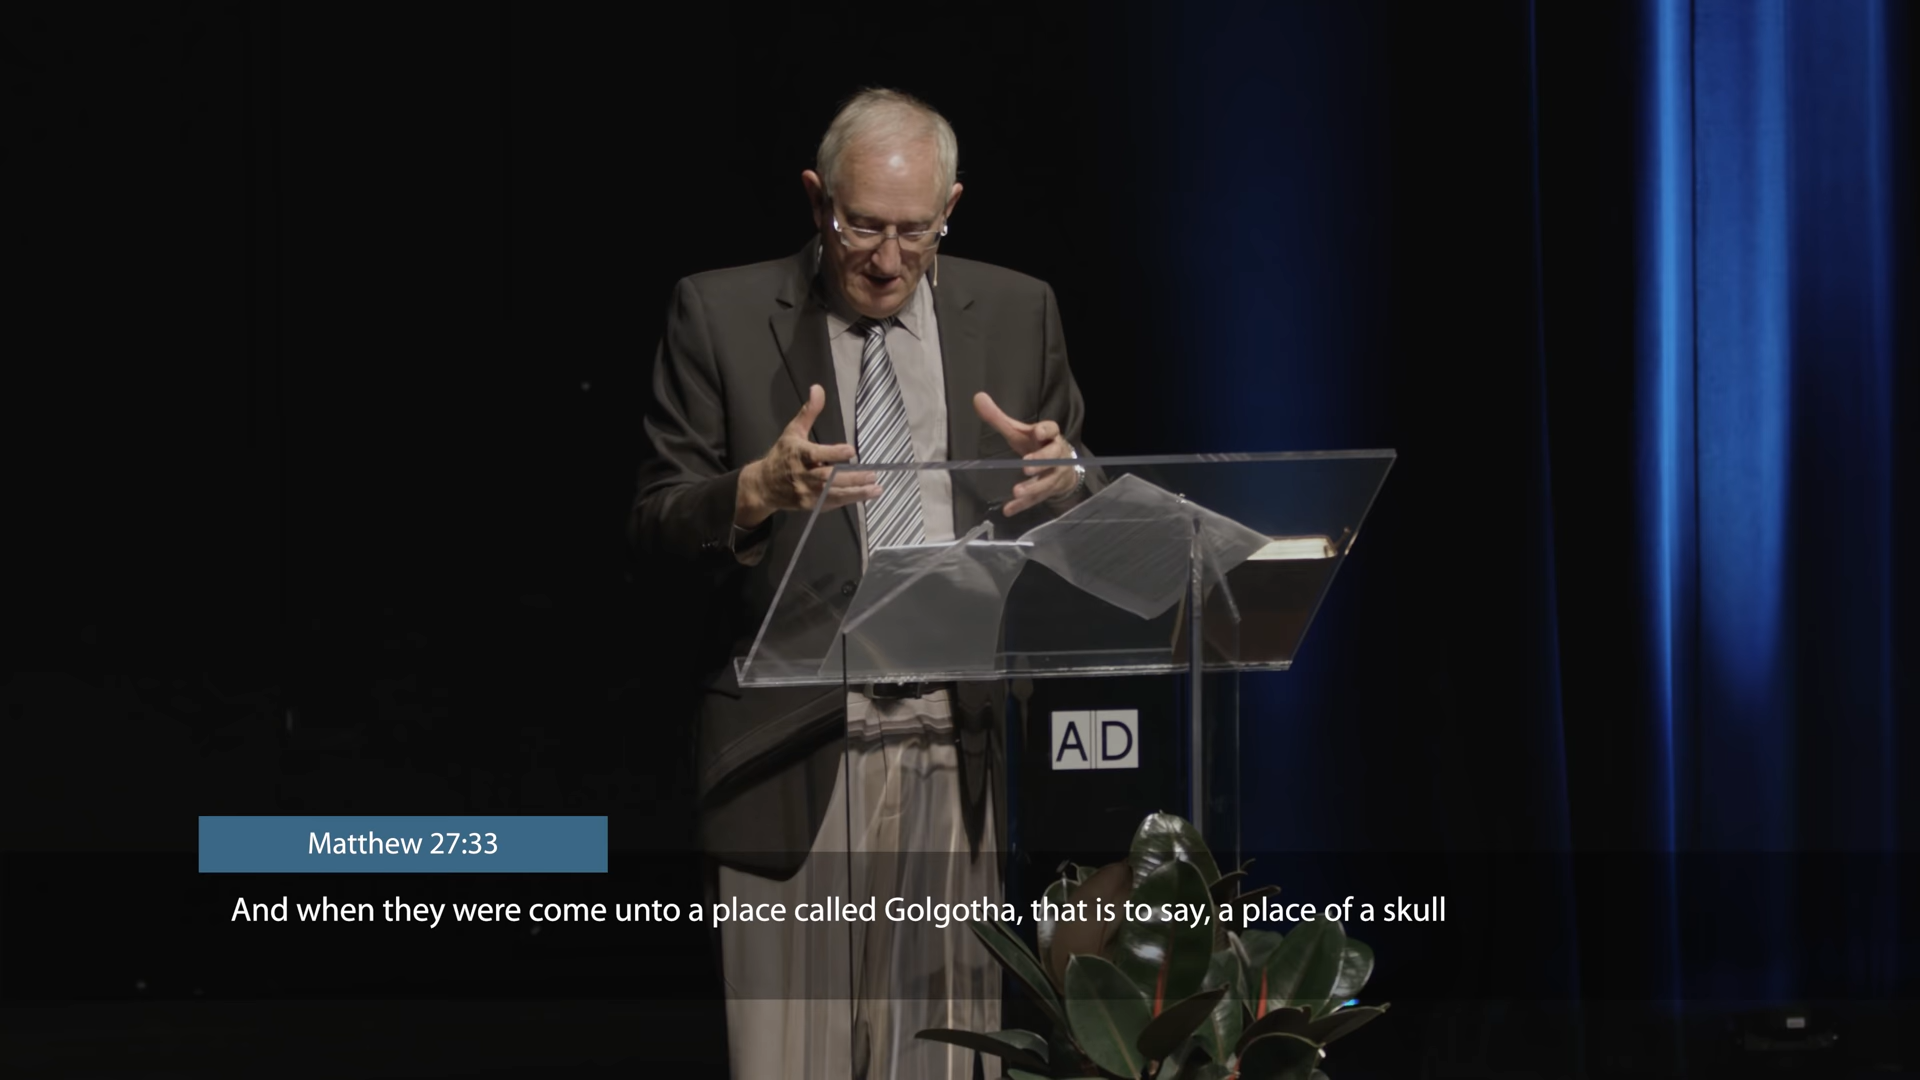 A D
Matthew 27:33
And when they were come unto a place called Golgotha, that is to say, a place of a skull